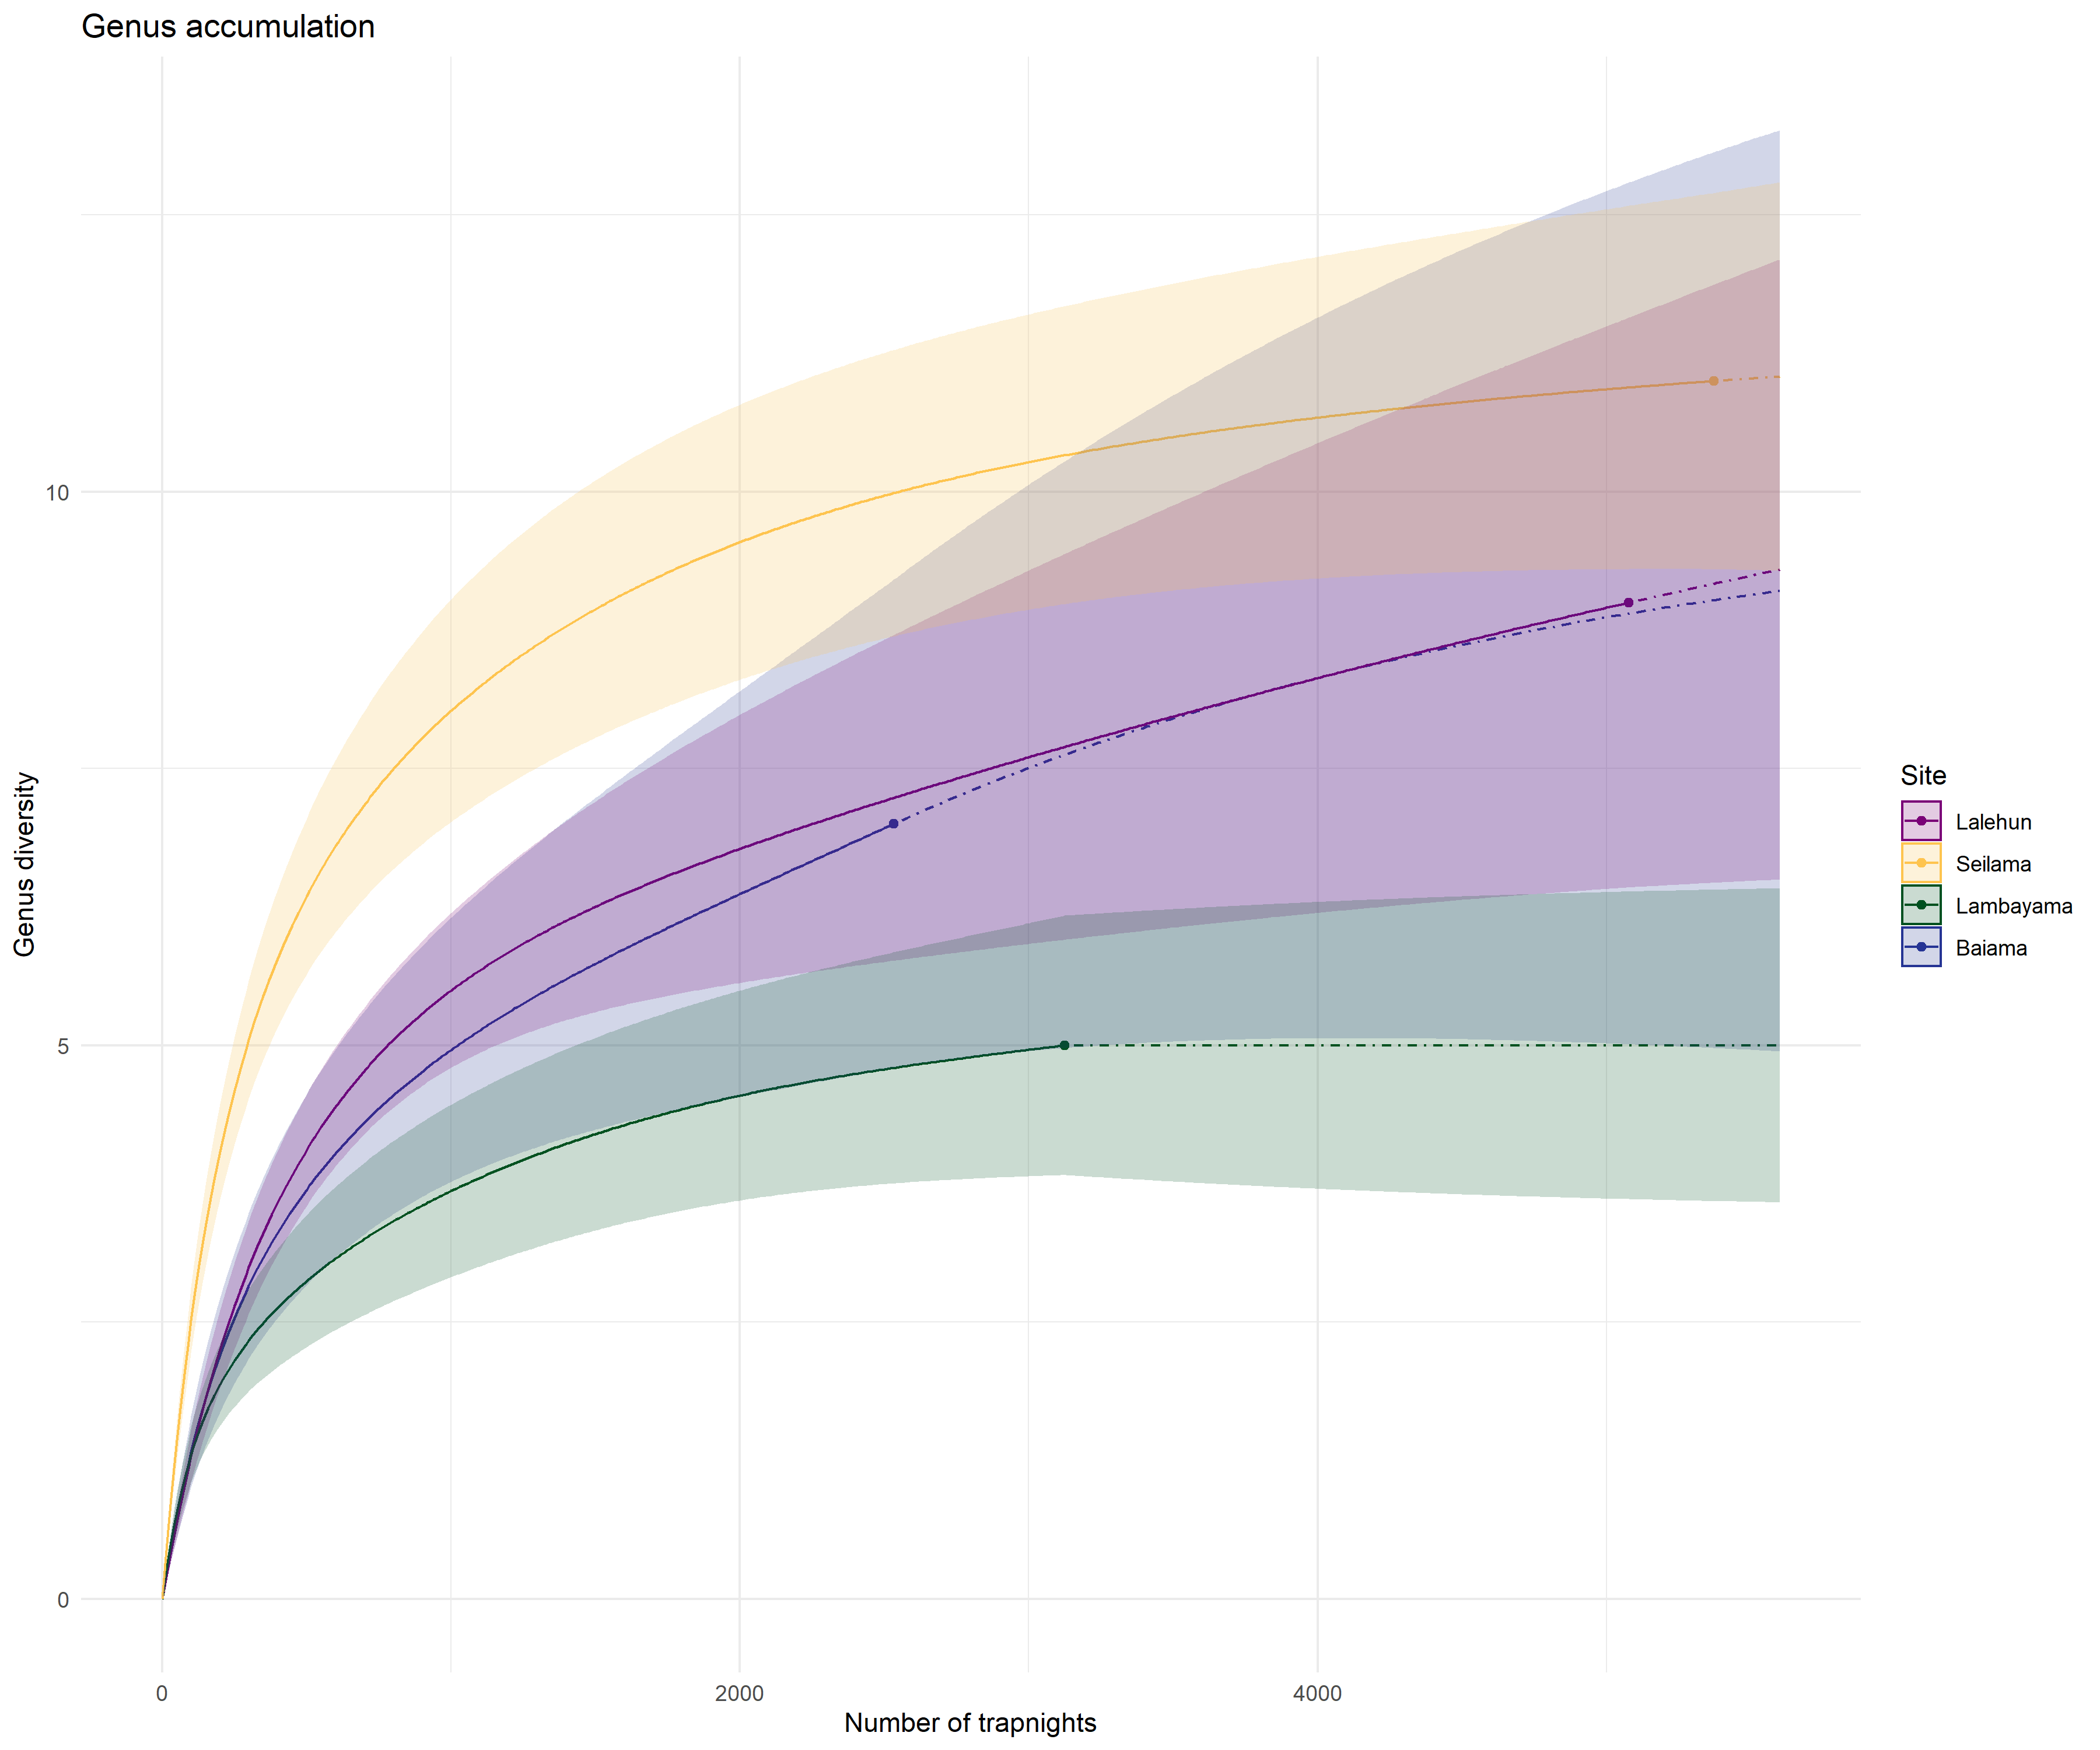 Genus accumulation
Genus diversity
10
5
0
0
2000
4000
Number of trapnights
Site
Lalehun
Seilama
Lambayama
Baiama